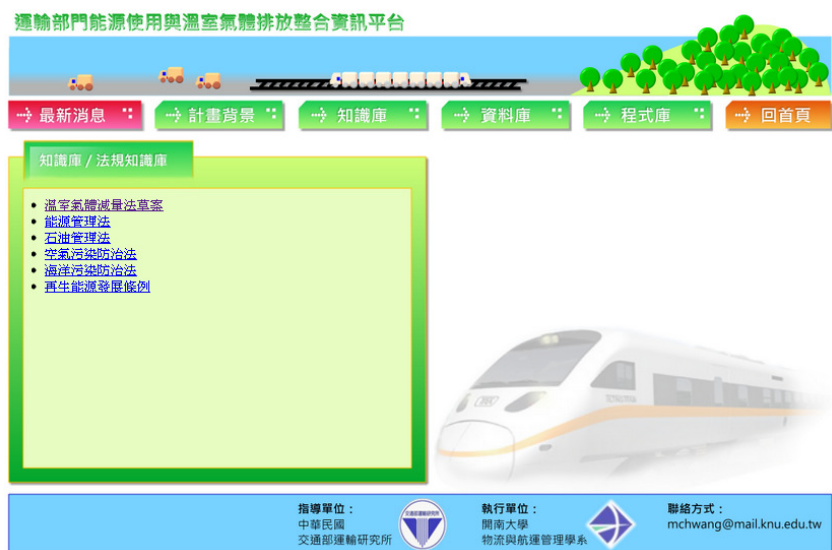 運輸部門能源使用與溫室氣體排放整合資訊平台
最新消息
計畫背景
知識庫
資料庫
程式庫
回首頁
知識庫 / 法規知識庫
溫室氣體減量法草案
能源管理法
石油管理法
空氣污染防治法
海洋污染防治法
再生能源發展條例
指導單位：
中華民國
交通部運輸研究所
執行單位：
開南大學
物流與航運管理學系
聯絡方式：
mchwang@mail.knu.edu.tw